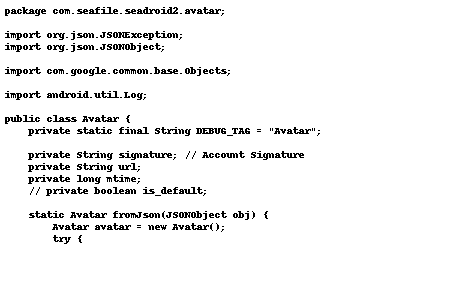 package com.seafile.seadroid2.avatar;
import org.json.JSONException;
import org.json.JSONObject;
import com.google.common.base.Objects;
import android.util.Log;
public class Avatar {
    private static final String DEBUG_TAG = "Avatar";
    private String signature; // Account Signature
    private String url;
    private long mtime;
    // private boolean is_default;
    static Avatar fromJson(JSONObject obj) {
        Avatar avatar = new Avatar();
        try {